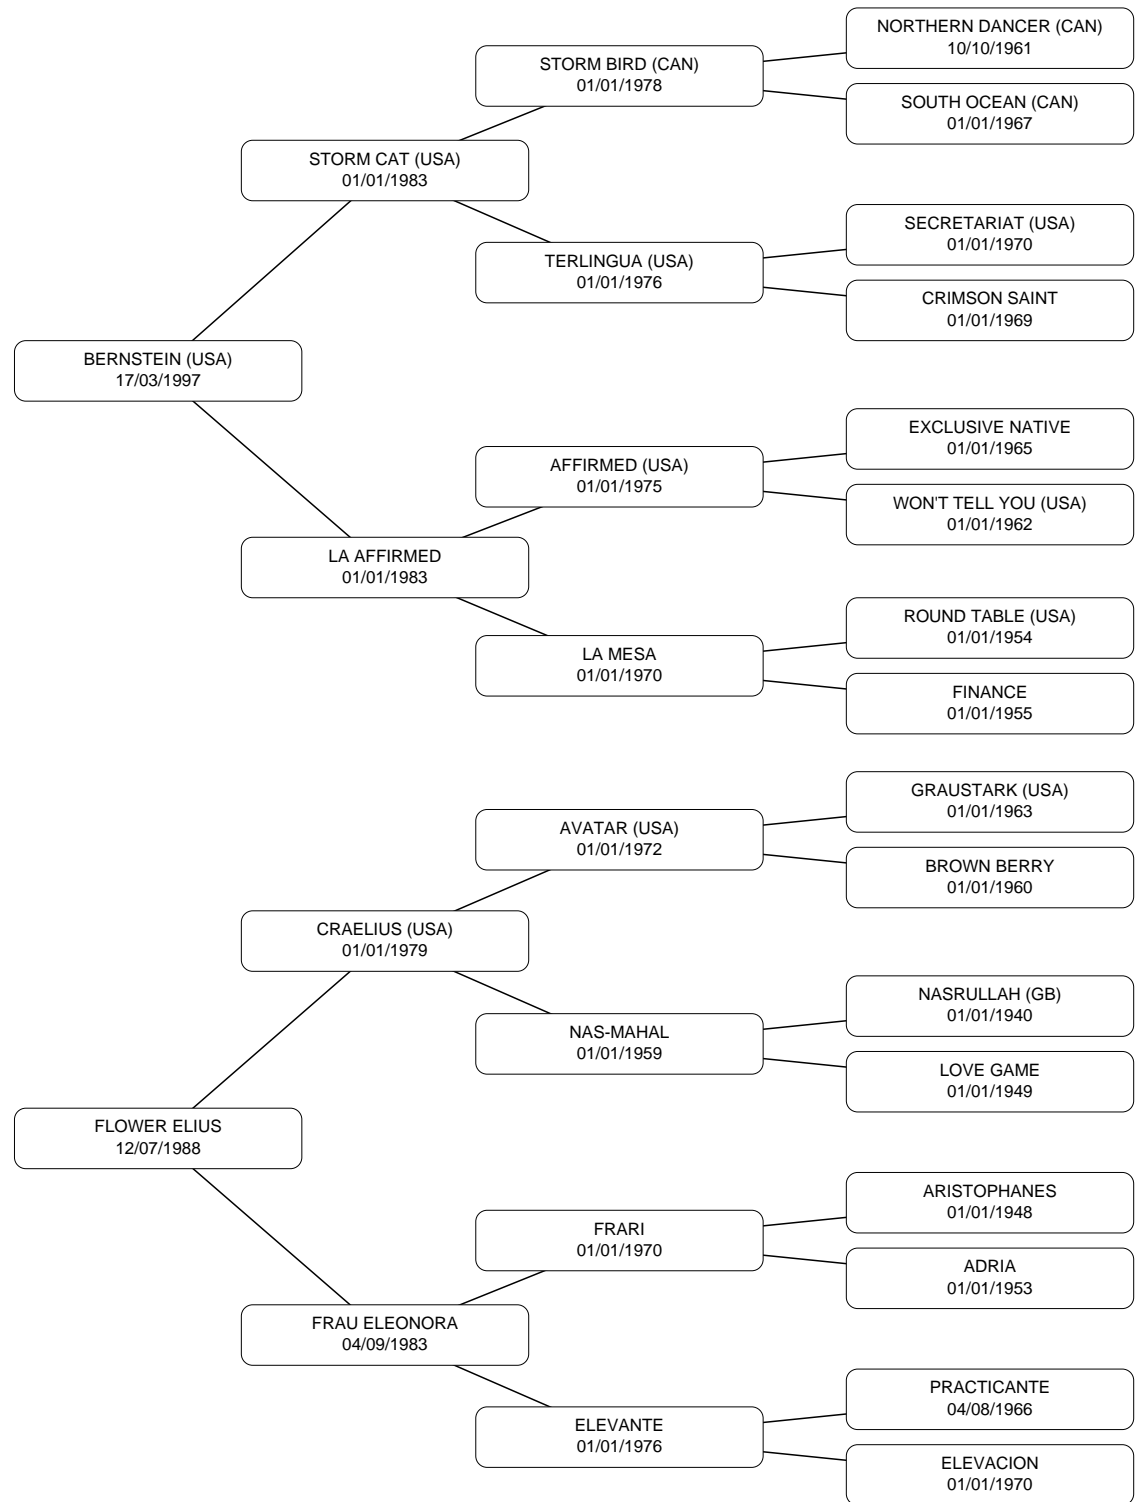 NORTHERN DANCER (CAN)
10/10/1961
STORM BIRD (CAN)
01/01/1978
SOUTH OCEAN (CAN)
01/01/1967
STORM CAT (USA)
01/01/1983
SECRETARIAT (USA)
01/01/1970
TERLINGUA (USA)
01/01/1976
CRIMSON SAINT
01/01/1969
BERNSTEIN (USA)
17/03/1997
EXCLUSIVE NATIVE
01/01/1965
AFFIRMED (USA)
01/01/1975
WON'T TELL YOU (USA)
01/01/1962
LA AFFIRMED
01/01/1983
ROUND TABLE (USA)
01/01/1954
LA MESA
01/01/1970
FINANCE
01/01/1955
GRAUSTARK (USA)
01/01/1963
AVATAR (USA)
01/01/1972
BROWN BERRY
01/01/1960
CRAELIUS (USA)
01/01/1979
NASRULLAH (GB)
01/01/1940
NAS-MAHAL
01/01/1959
LOVE GAME
01/01/1949
FLOWER ELIUS
12/07/1988
ARISTOPHANES
01/01/1948
FRARI
01/01/1970
ADRIA
01/01/1953
FRAU ELEONORA
04/09/1983
PRACTICANTE
04/08/1966
ELEVANTE
01/01/1976
ELEVACION
01/01/1970